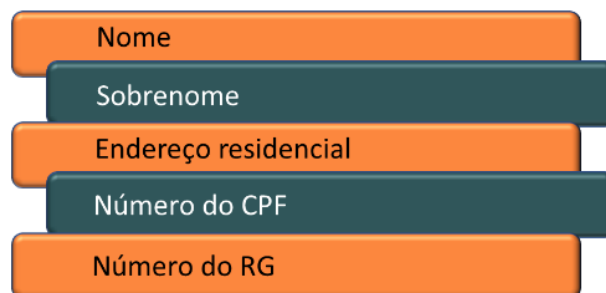 Nome
Sobrenome
Endereço residencial
Número do CPF
Número do RG